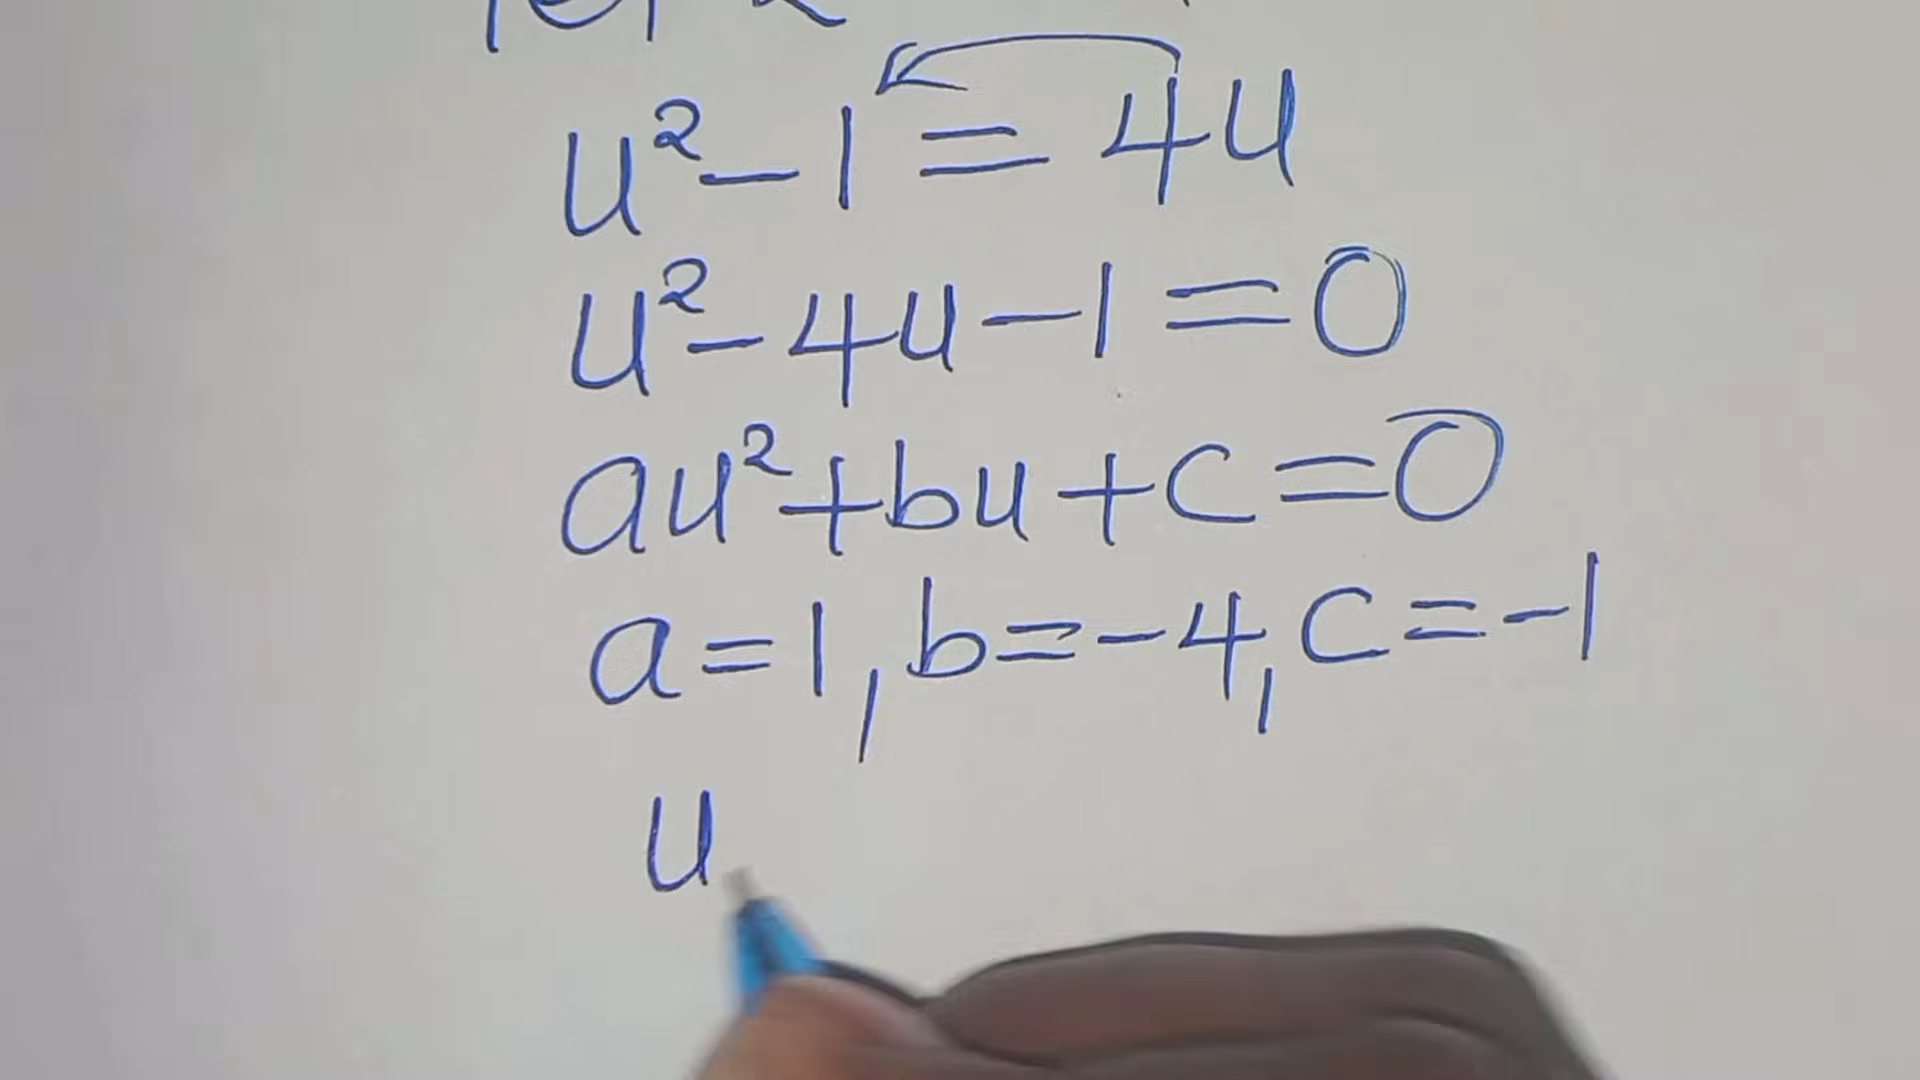 u²-1=4u
u²-4u-1=0
au²+bu+c=0
a=1, b=-4, c=-1
u